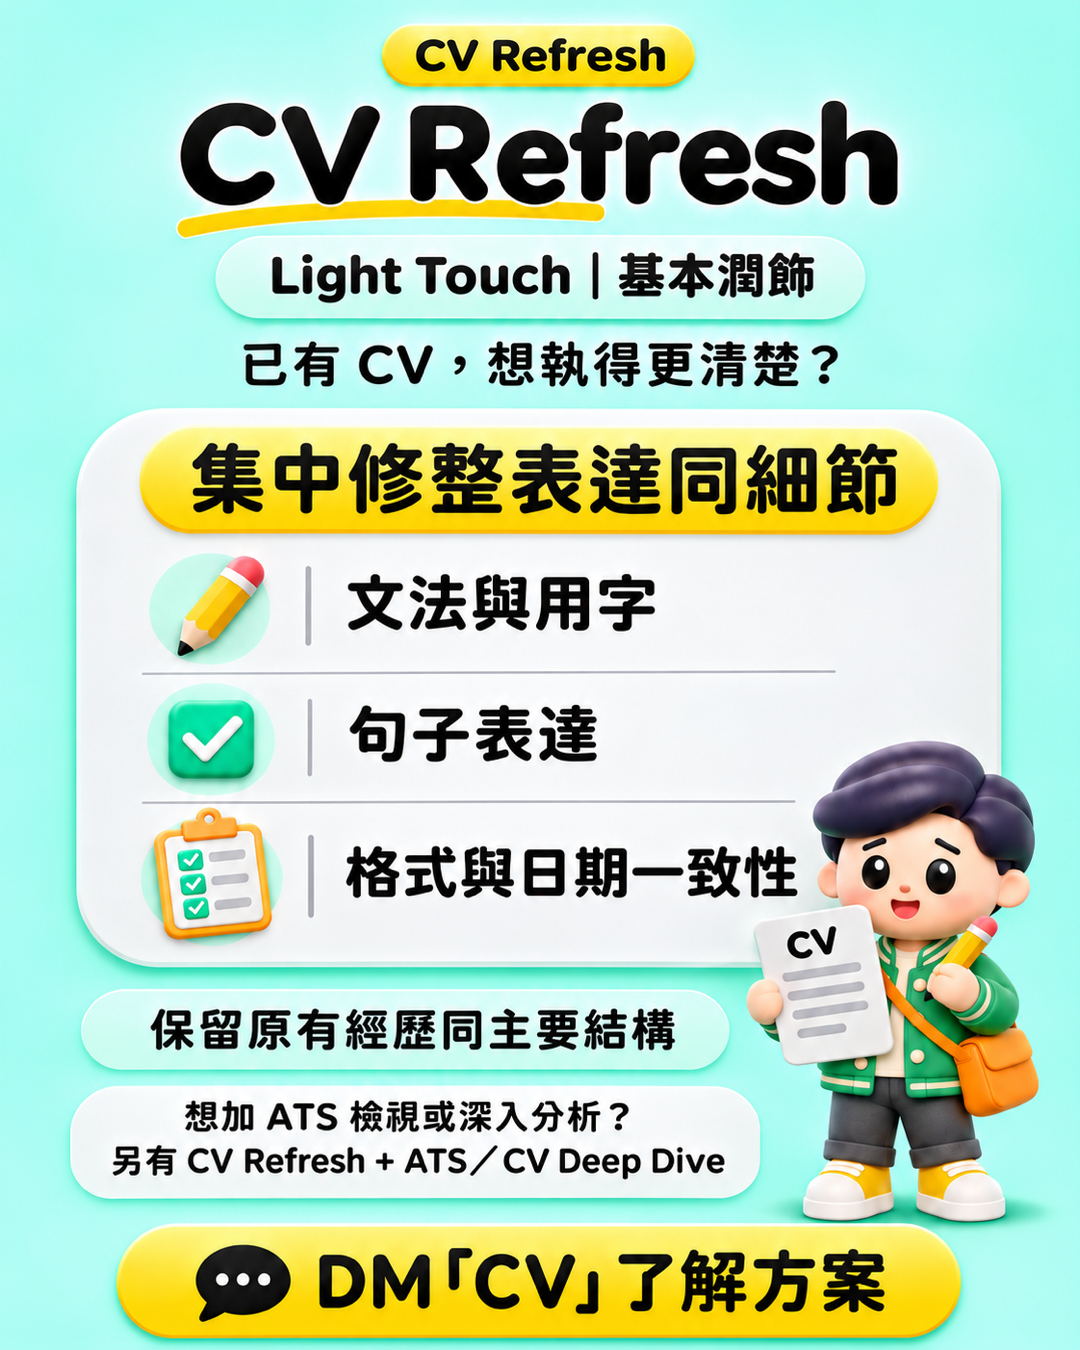 CV Refresh
CV Refresh
Light Touch｜基本潤飾
已有 CV，想執得更清楚？
集中修整表達同細節
文法與用字
句子表達
格式與日期一致性
CV
保留原有經歷同主要結構
想加 ATS 檢視或深入分析？
另有 CV Refresh + ATS／CV Deep Dive
DM「CV」了解方案